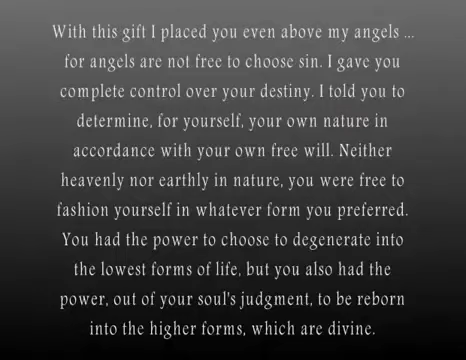 With this gift I placed you even above my angels ...
for angels are not free to choose sin. I gave you
complete control over your destiny. I told you to
determine, for yourself, your own nature in
accordance with your own free will. Neither
heavenly nor earthly in nature, you were free to
fashion yourself in whatever form you preferred.
You had the power to choose to degenerate into
the lowest forms of life, but you also had the
power, out of your soul's judgment, to be reborn
into the higher forms, which are divine.